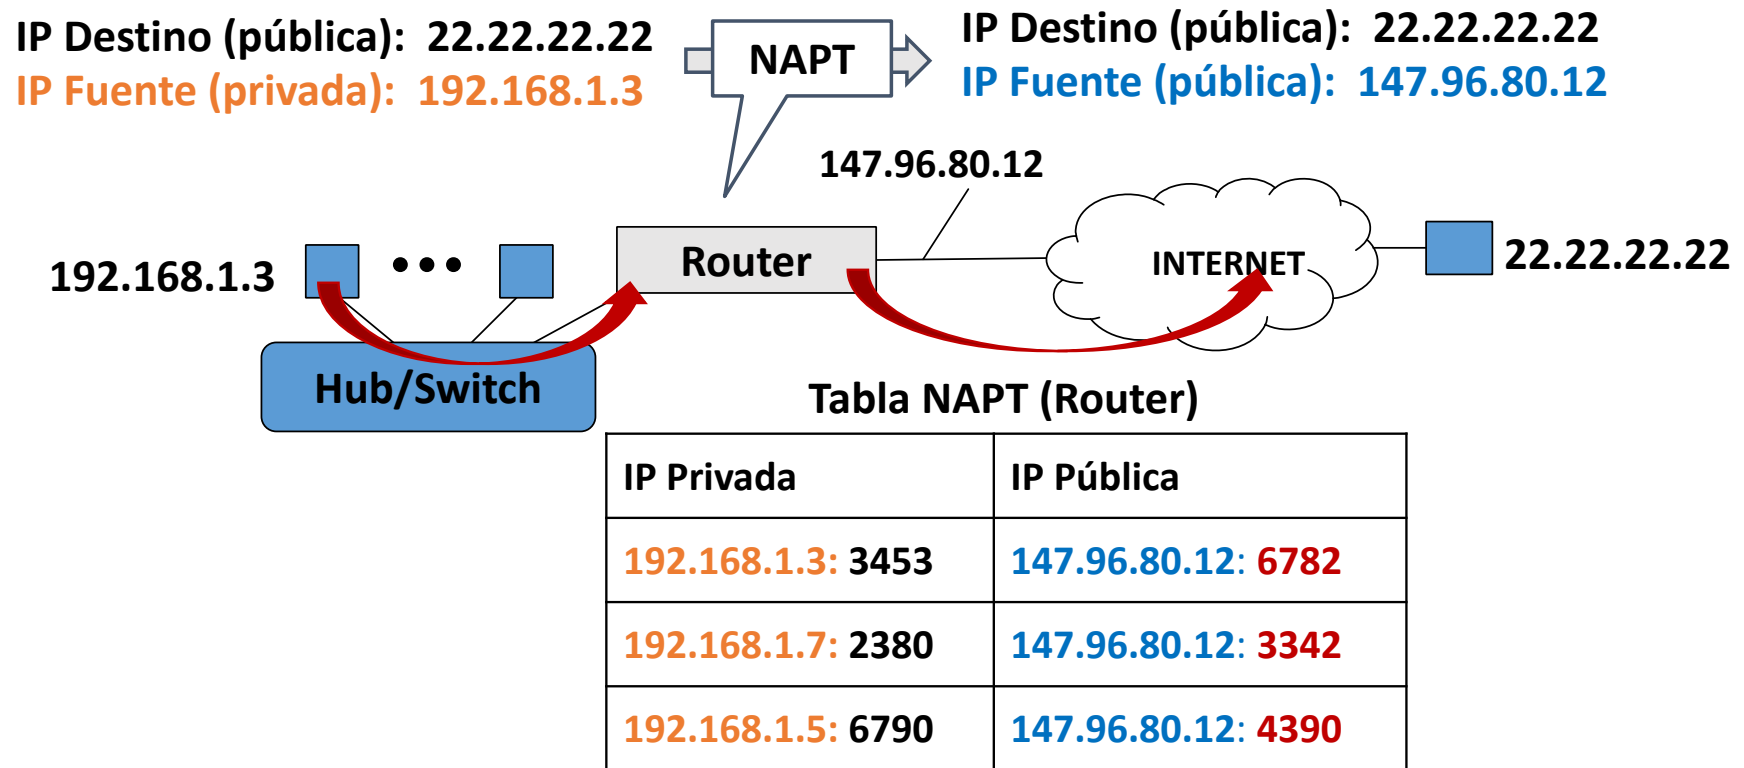 IP Destino (pública): 22.22.22.22
IP Fuente (privada): 192.168.1.3
NAPT
IP Destino (pública): 22.22.22.22
IP Fuente (pública): 147.96.80.12
147.96.80.12
192.168.1.3
Router
INTERNET
22.22.22.22
Hub/Switch
Tabla NAPT (Router)
IP Privada IP Pública
192.168.1.3: 3453 147.96.80.12: 6782
192.168.1.7: 2380 147.96.80.12: 3342
192.168.1.5: 6790 147.96.80.12: 4390